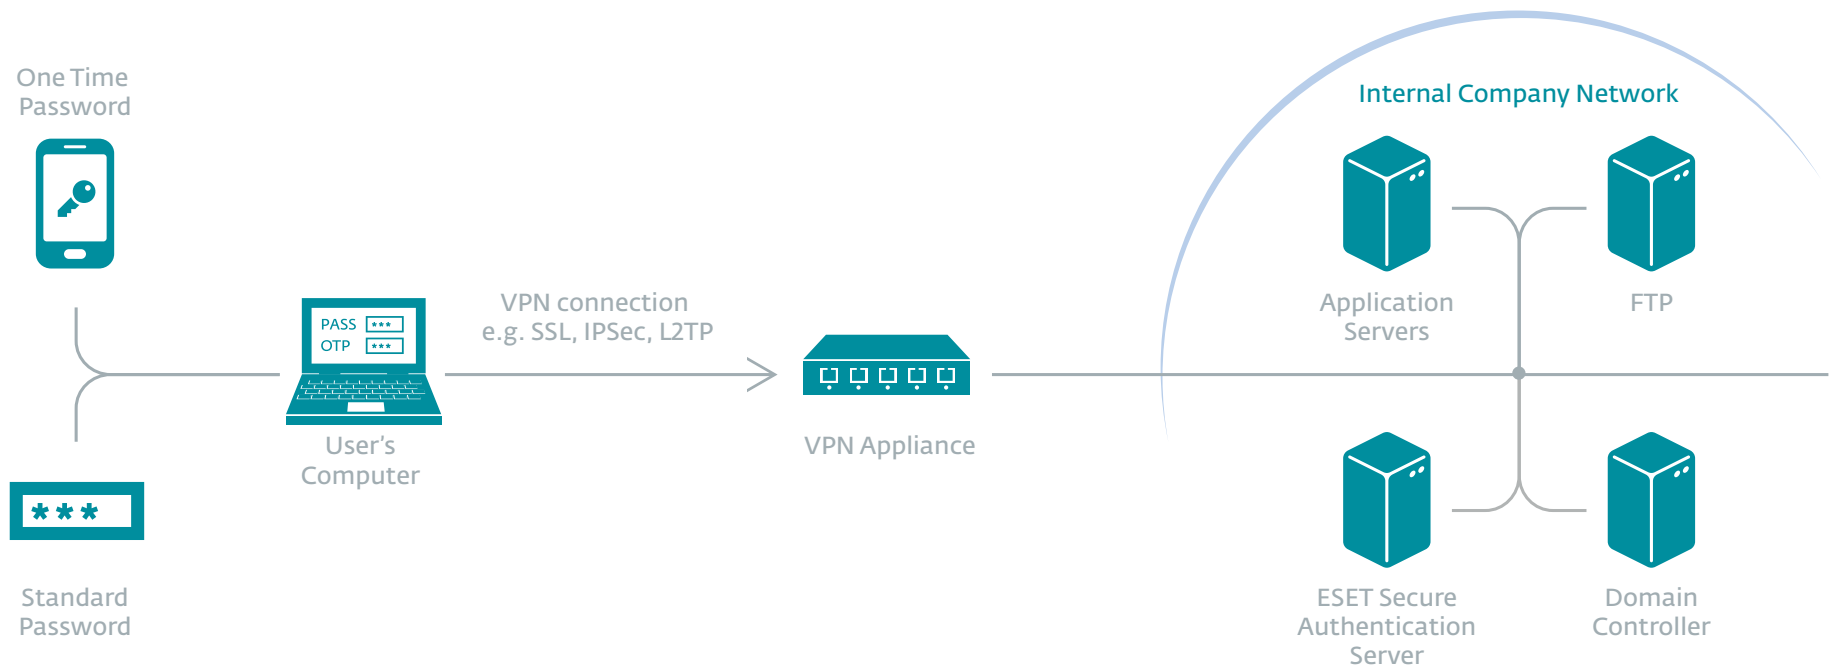 One Time
Password
PASS ***
OTP ***
User's
Computer
***
Standard
Password
VPN connection
e.g. SSL, IPSec, L2TP
VPN Appliance
Internal Company Network
Application
Servers
FTP
ESET Secure
Authentication
Server
Domain
Controller